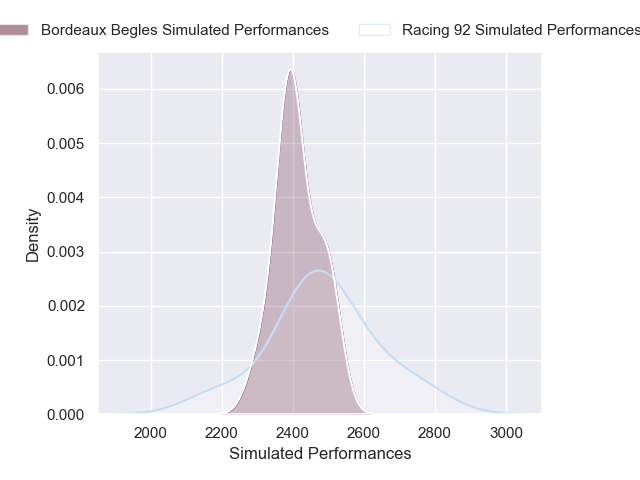 Bordeaux Begles Simulated Performances
Racing 92 Simulated Performances
0.006
0.005
0.004
0.003
0.002
0.001
0.000
Density
2000 2200 2400 2600 2800 3000
Simulated Performances